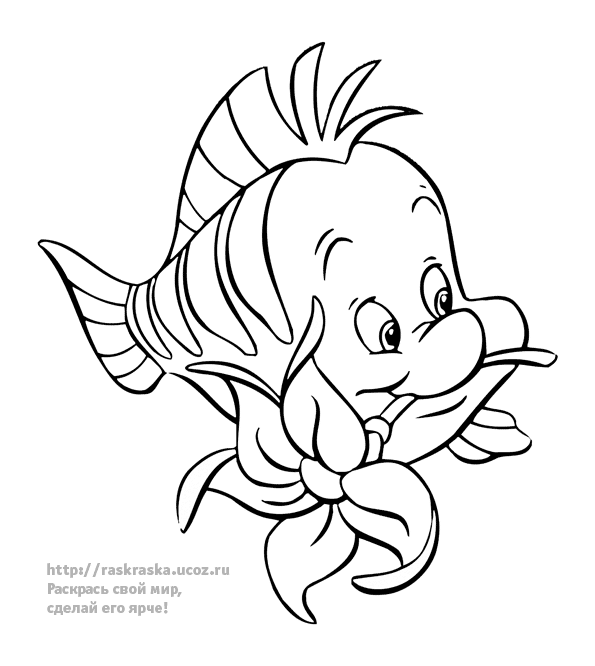 http://raskraska.ucoz.ru
Раскрась свой мир,
сделай его ярче!